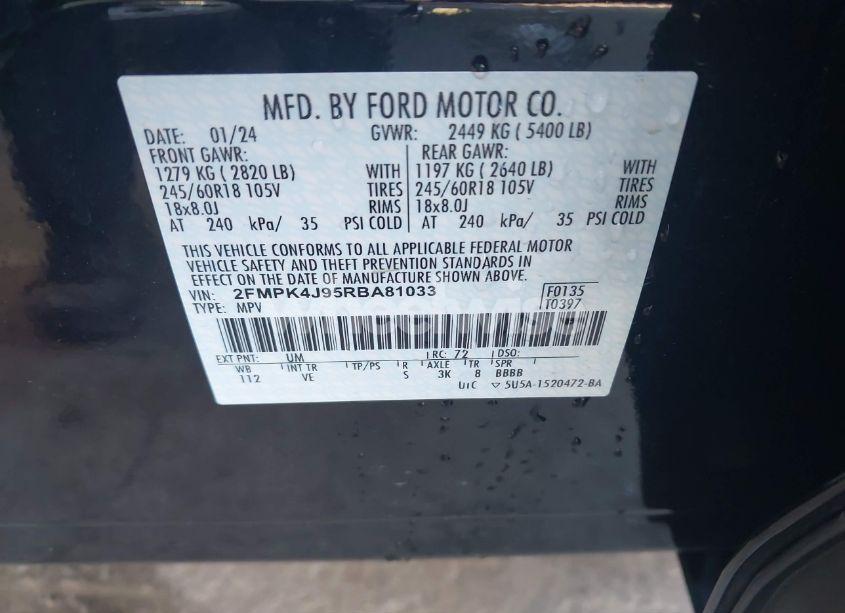 MFD. BY FORD MOTOR CO.
DATE: 01/24 GVWR: 2449 KG ( 5400 LB)
FRONT GAWR: REAR GAWR:
1279 KG ( 2820 LB) WITH 1197 KG ( 2640 LB) WITH
245/60R18 105V TIRES 245/60R18 105V TIRES
18x8.0J RIMS 18x8.0J RIMS
AT 240 kPa/ 35 PSI COLD AT 240 kPa/ 35 PSI COLD
THIS VEHICLE CONFORMS TO ALL APPLICABLE FEDERAL MOTOR
VEHICLE SAFETY AND THEFT PREVENTION STANDARDS IN
EFFECT ON THE DATE OF MANUFACTURE SHOWN ABOVE.
VIN: 2FMPK4J95RBA81033 F0135
TYPE: MPV T0397
EXT PNT: UM RC: 72 DSO:
WB INT TR TP/PS R AXLE TR SPR
112 VE S 3K 8 BBBB
UTC ▽ 5U5A-1520472-BA